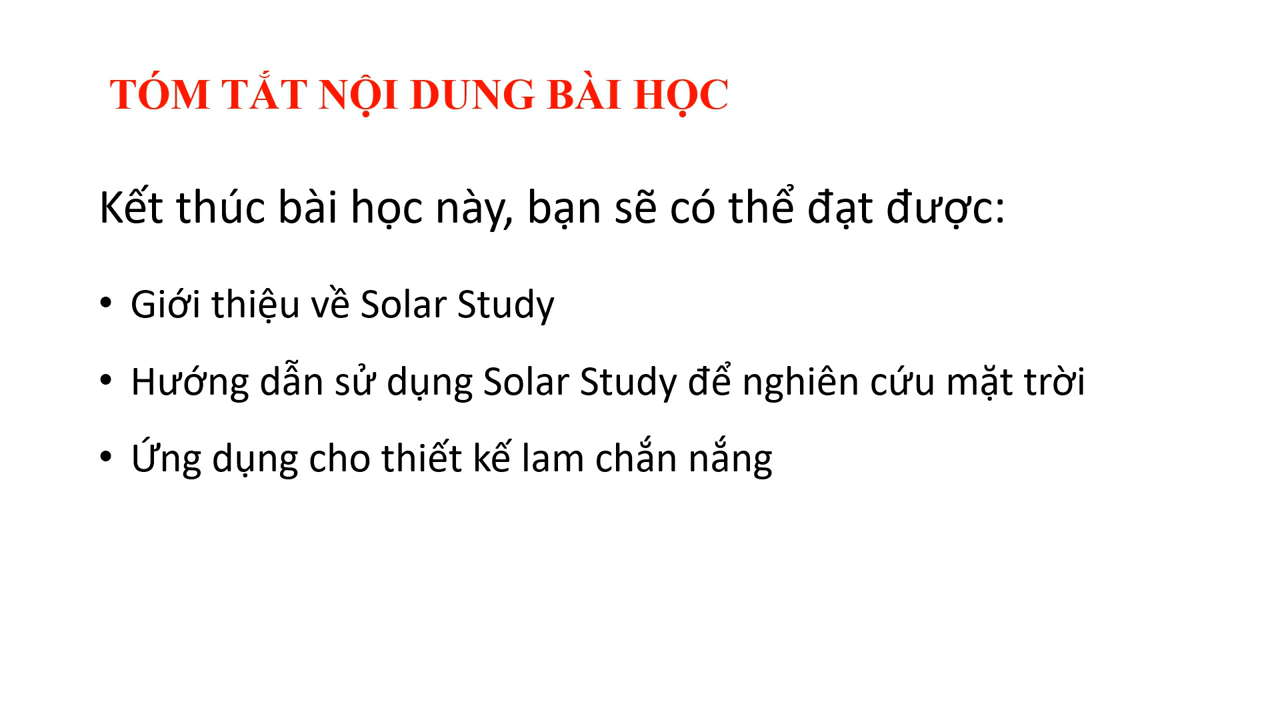 TÓM TẮT NỘI DUNG BÀI HỌC
Kết thúc bài học này, bạn sẽ có thể đạt được:
• Giới thiệu về Solar Study
• Hướng dẫn sử dụng Solar Study để nghiên cứu mặt trời
• Ứng dụng cho thiết kế lam chắn nắng